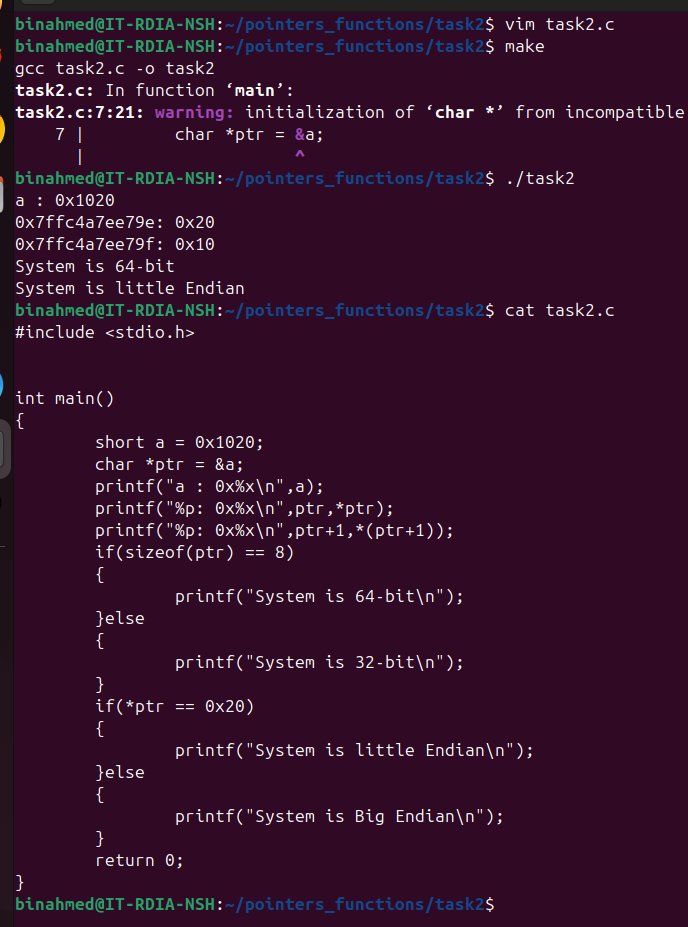 binahmed@IT-RDIA-NSH:~/pointers_functions/task2$ vim task2.c
binahmed@IT-RDIA-NSH:~/pointers_functions/task2$ make
gcc task2.c -o task2
task2.c: In function ‘main’:
task2.c:7:21: warning: initialization of ‘char *’ from incompatible
    7 |         char *ptr = &a;
      |                     ^
binahmed@IT-RDIA-NSH:~/pointers_functions/task2$ ./task2
a : 0x1020
0x7ffc4a7ee79e: 0x20
0x7ffc4a7ee79f: 0x10
System is 64-bit
System is little Endian
binahmed@IT-RDIA-NSH:~/pointers_functions/task2$ cat task2.c
#include <stdio.h>


int main()
{
        short a = 0x1020;
        char *ptr = &a;
        printf("a : 0x%x\n",a);
        printf("%p: 0x%x\n",ptr,*ptr);
        printf("%p: 0x%x\n",ptr+1,*(ptr+1));
        if(sizeof(ptr) == 8)
        {
                printf("System is 64-bit\n");
        }else
        {
                printf("System is 32-bit\n");
        }
        if(*ptr == 0x20)
        {
                printf("System is little Endian\n");
        }else
        {
                printf("System is Big Endian\n");
        }
        return 0;
}
binahmed@IT-RDIA-NSH:~/pointers_functions/task2$